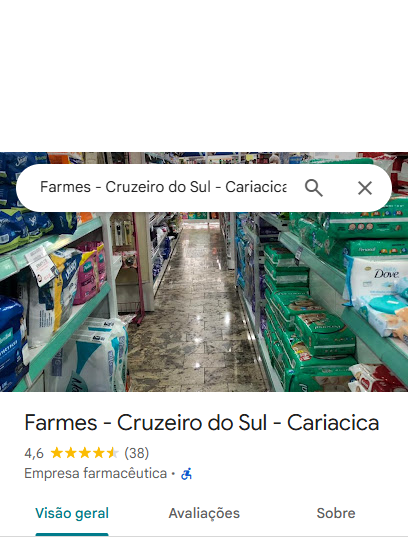 Farmes - Cruzeiro do Sul - Cariacica
Dove
Farmes - Cruzeiro do Sul - Cariacica
4,6 (38)
Empresa farmacêutica ·
Visão geral
Avaliações
Sobre